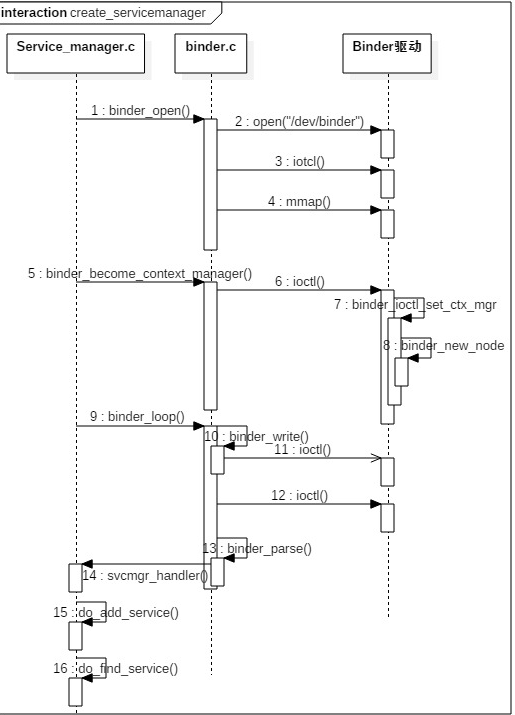 interaction create_servicemanager
Service_manager.c
binder.c
Binder驱动
1 : binder_open()
2 : open("/dev/binder")
3 : iotcl()
4 : mmap()
5 : binder_become_context_manager()
6 : ioctl()
7 : binder_ioctl_set_ctx_mgr
8 : binder_new_node
9 : binder_loop()
10 : binder_write()
11 : ioctl()
12 : ioctl()
13 : binder_parse()
14 : svcmgr_handler()
15 : do_add_service()
16 : do_find_service()